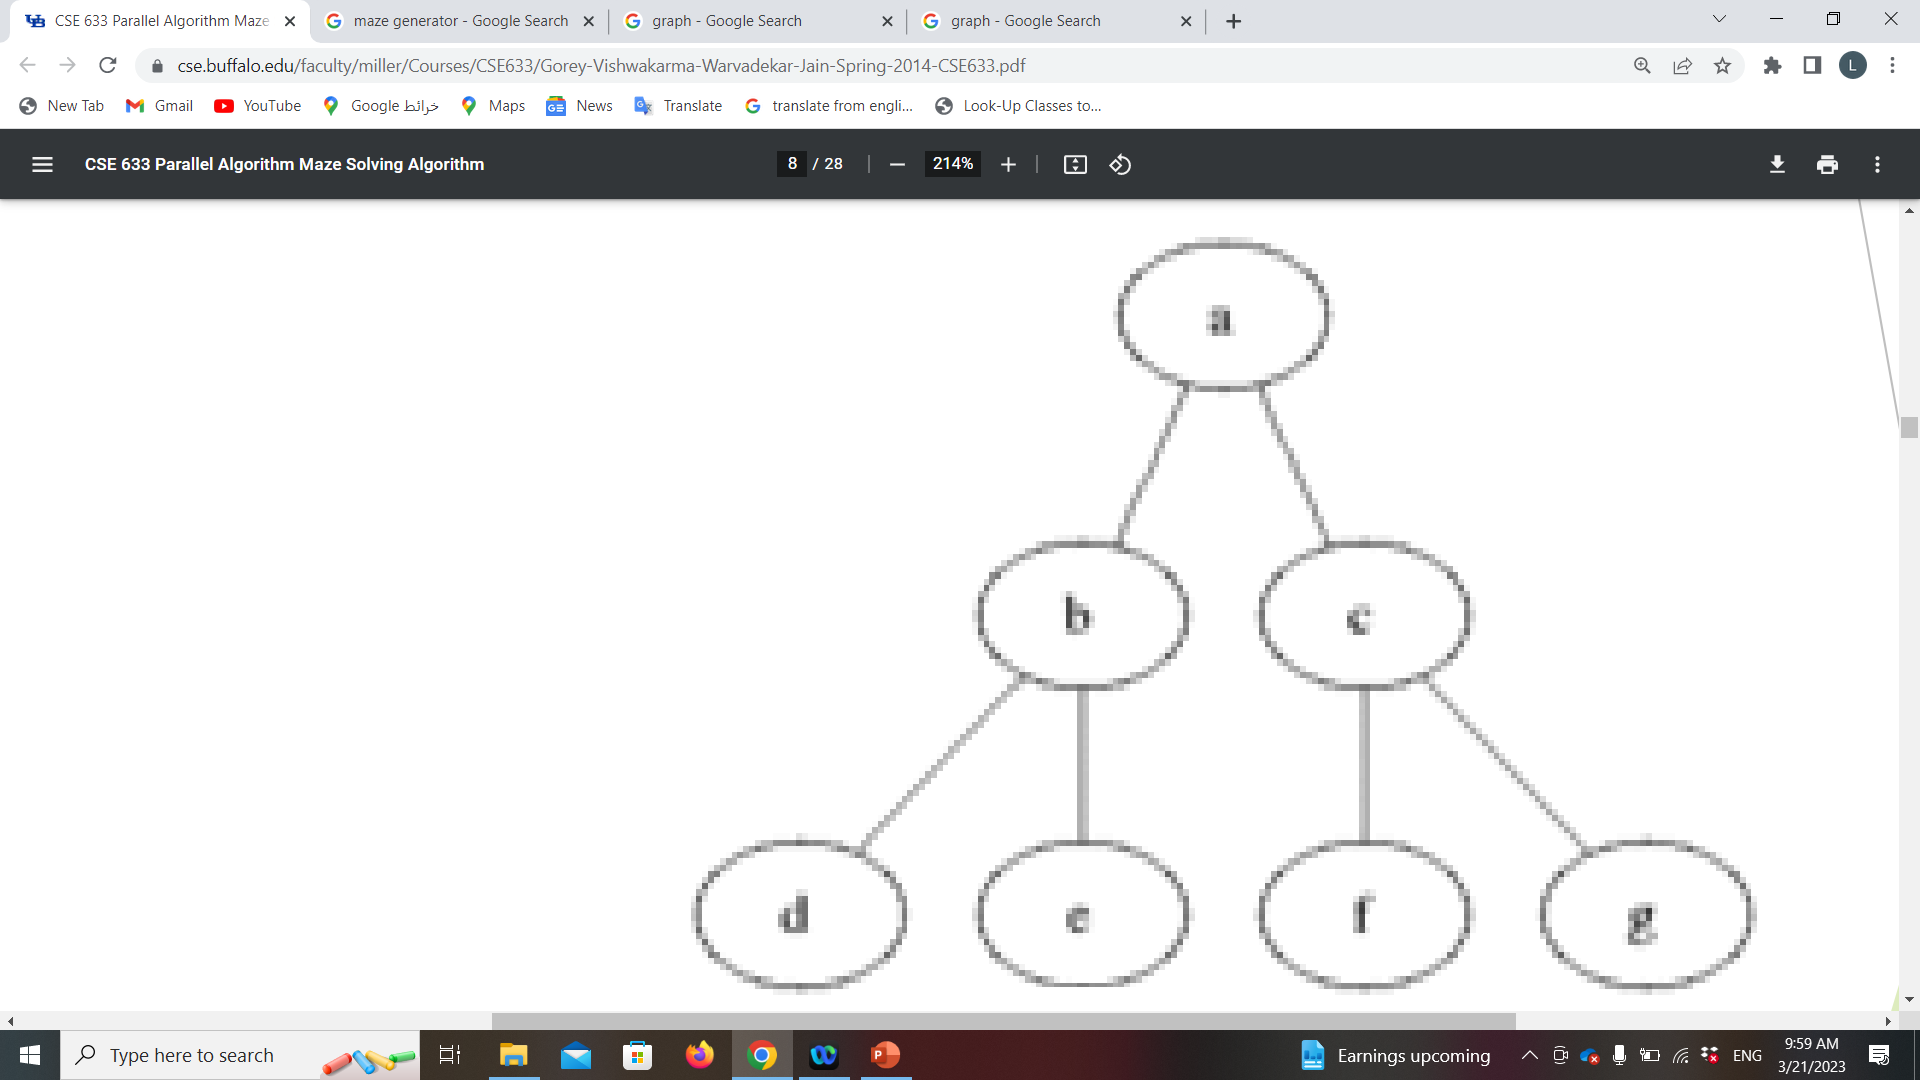 CSE 633 Parallel Algorithm Maze
maze generator - Google Search
graph - Google Search
graph - Google Search
cse.buffalo.edu/faculty/miller/Courses/CSE633/Gorey-Vishwakarma-Warvadekar-Jain-Spring-2014-CSE633.pdf
L
New Tab
Gmail
YouTube
Google خرائط
Maps
News
Translate
translate from engli...
Look-Up Classes to...
CSE 633 Parallel Algorithm Maze Solving Algorithm
8 / 28
214%
a
b
c
d
e
f
g
Type here to search
Earnings upcoming
ENG
9:59 AM
3/21/2023